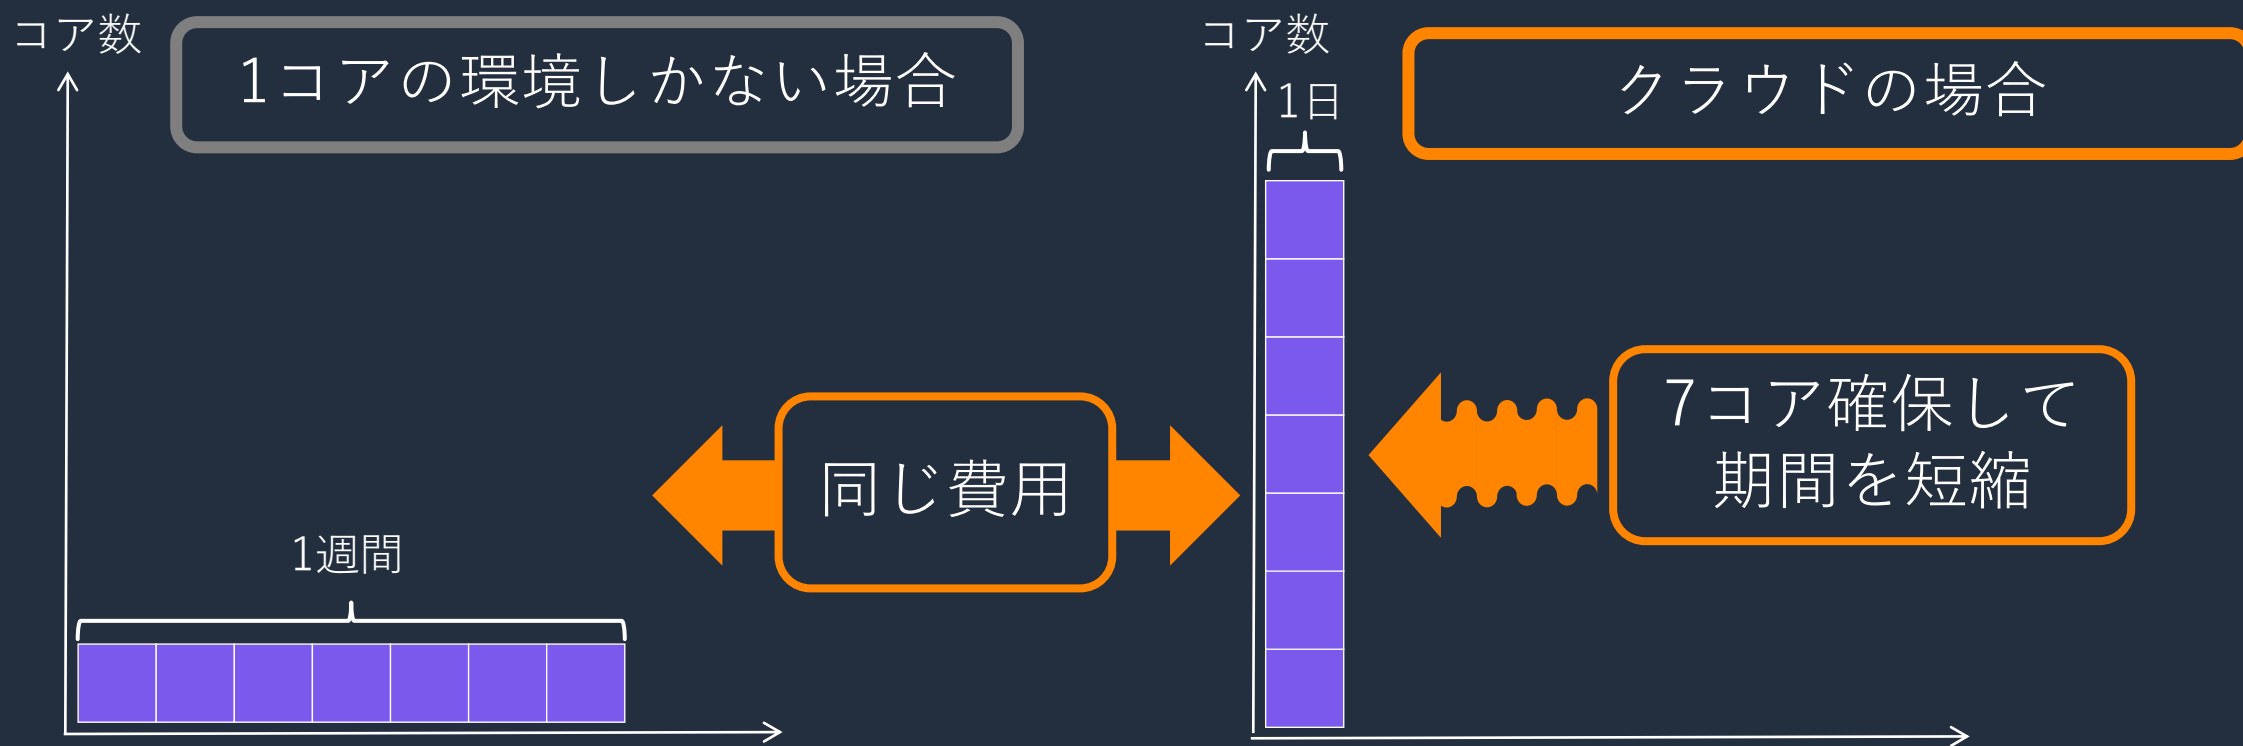 コア数
1コアの環境しかない場合
1週間
同じ費用
コア数
1日
クラウドの場合
7コア確保して
期間を短縮